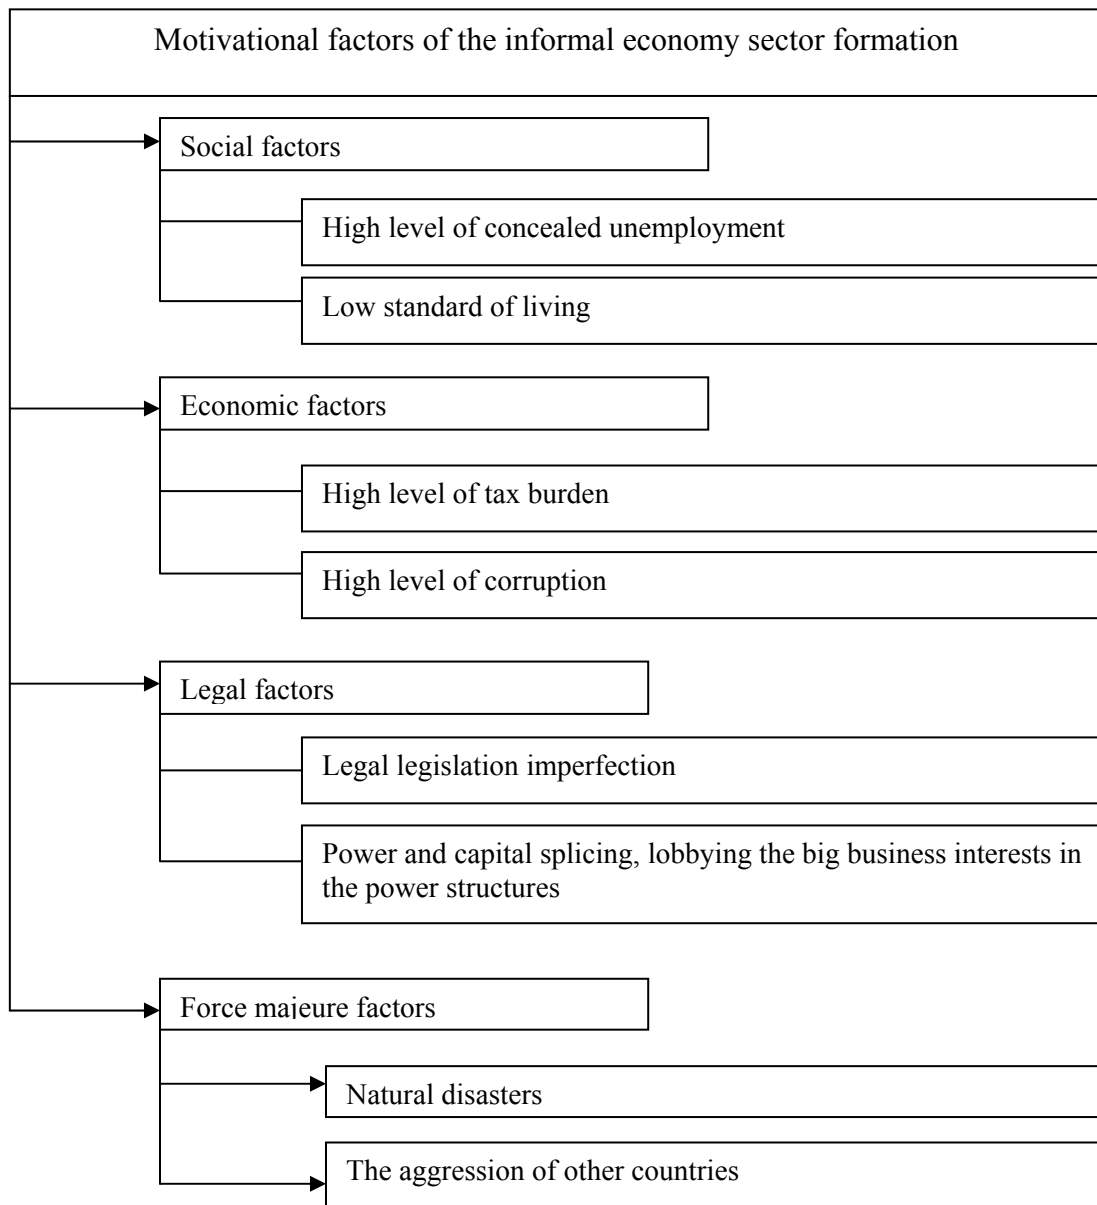 Motivational factors of the informal economy sector formation
Social factors
High level of concealed unemployment
Low standard of living
Economic factors
High level of tax burden
High level of corruption
Legal factors
Legal legislation imperfection
Power and capital splicing, lobbying the big business interests in
the power structures
Force majeure factors
Natural disasters
The aggression of other countries